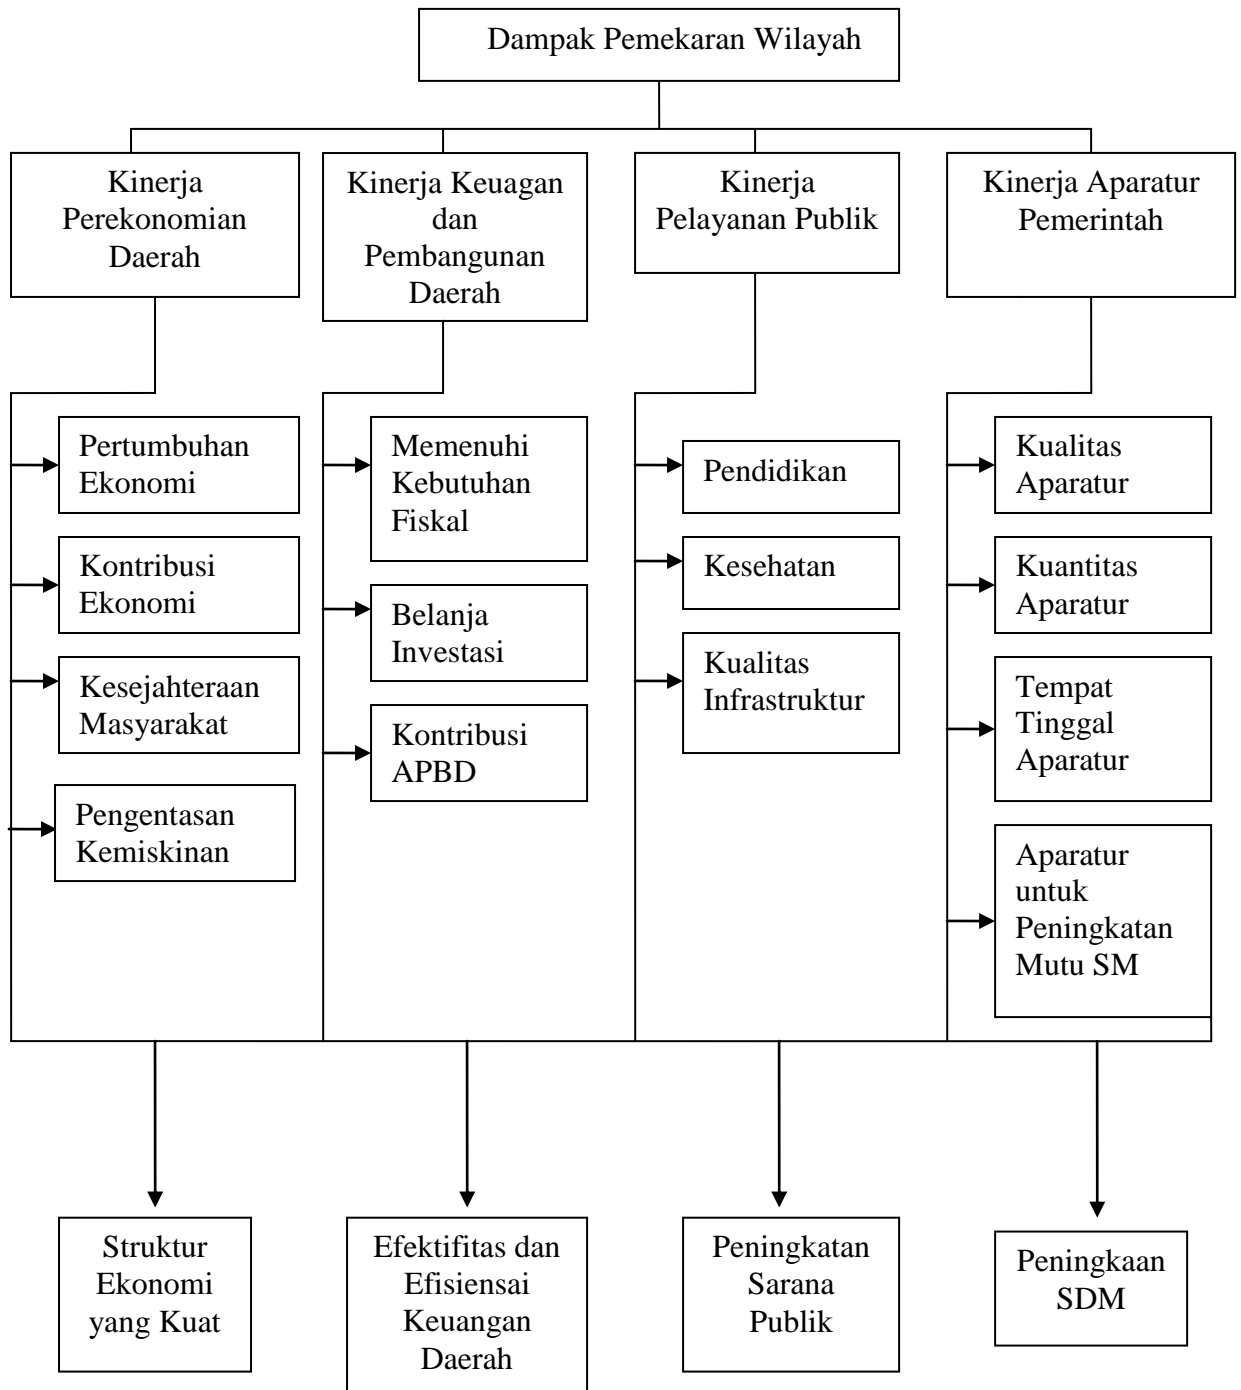 Dampak Pemekaran Wilayah
Kinerja
Perekonomian
Daerah
Kinerja Keuagan
dan
Pembangunan
Daerah
Kinerja
Pelayanan Publik
Kinerja Aparatur
Pemerintah
Pertumbuhan
Ekonomi
Kontribusi
Ekonomi
Kesejahteraan
Masyarakat
Pengentasan
Kemiskinan
Memenuhi
Kebutuhan
Fiskal
Belanja
Investasi
Kontribusi
APBD
Pendidikan
Kesehatan
Kualitas
Infrastruktur
Kualitas
Aparatur
Kuantitas
Aparatur
Tempat
Tinggal
Aparatur
Aparatur
untuk
Peningkatan
Mutu SM
Struktur
Ekonomi
yang Kuat
Efektifitas dan
Efisiensai
Keuangan
Daerah
Peningkatan
Sarana
Publik
Peningkaan
SDM